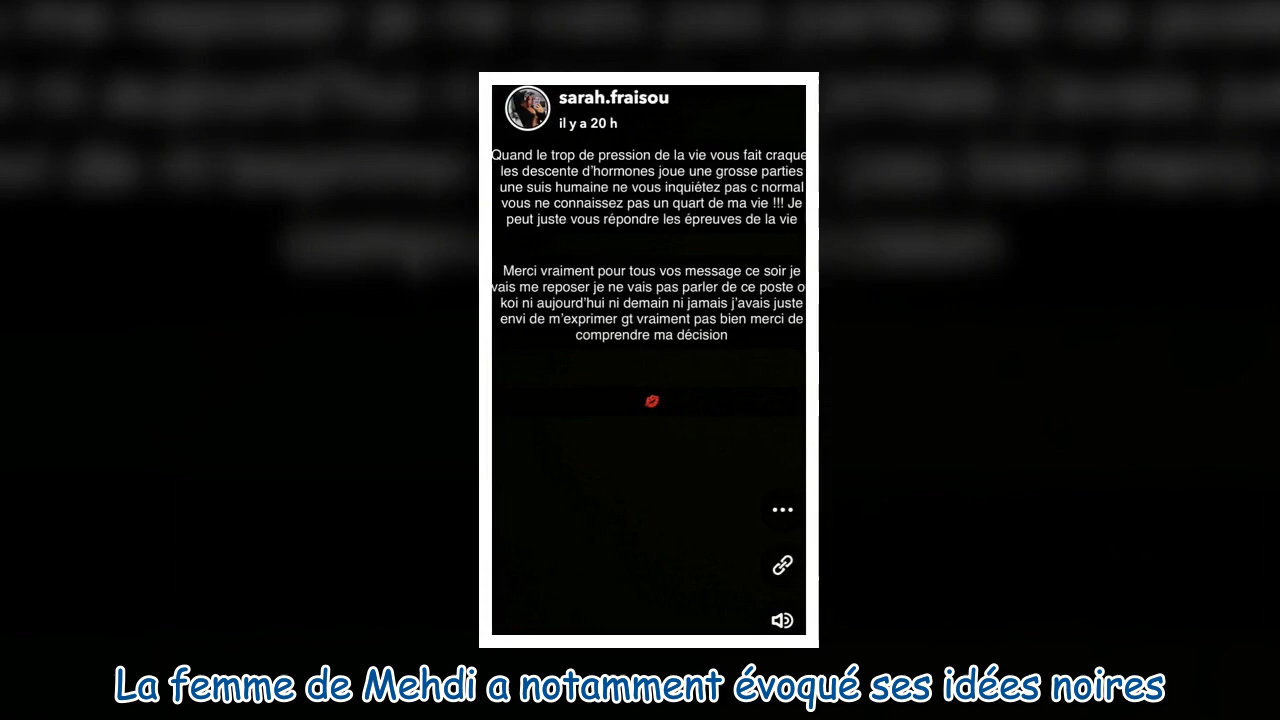 sarah.fraisou
il y a 20 h
Quand le trop de pression de la vie vous fait craque
les descente d'hormones joue une grosse parties
une suis humaine ne vous inquiétez pas c normal
vous ne connaissez pas un quart de ma vie !!! Je
peut juste vous répondre les épreuves de la vie
Merci vraiment pour tous vos message ce soir je
vais me reposer je ne vais pas parler de ce poste o
koi ni aujourd'hui ni demain ni jamais j'avais juste
envi de m'exprimer gt vraiment pas bien merci de
comprendre ma décision
La femme de Mehdi a notamment évoqué ses idées noires